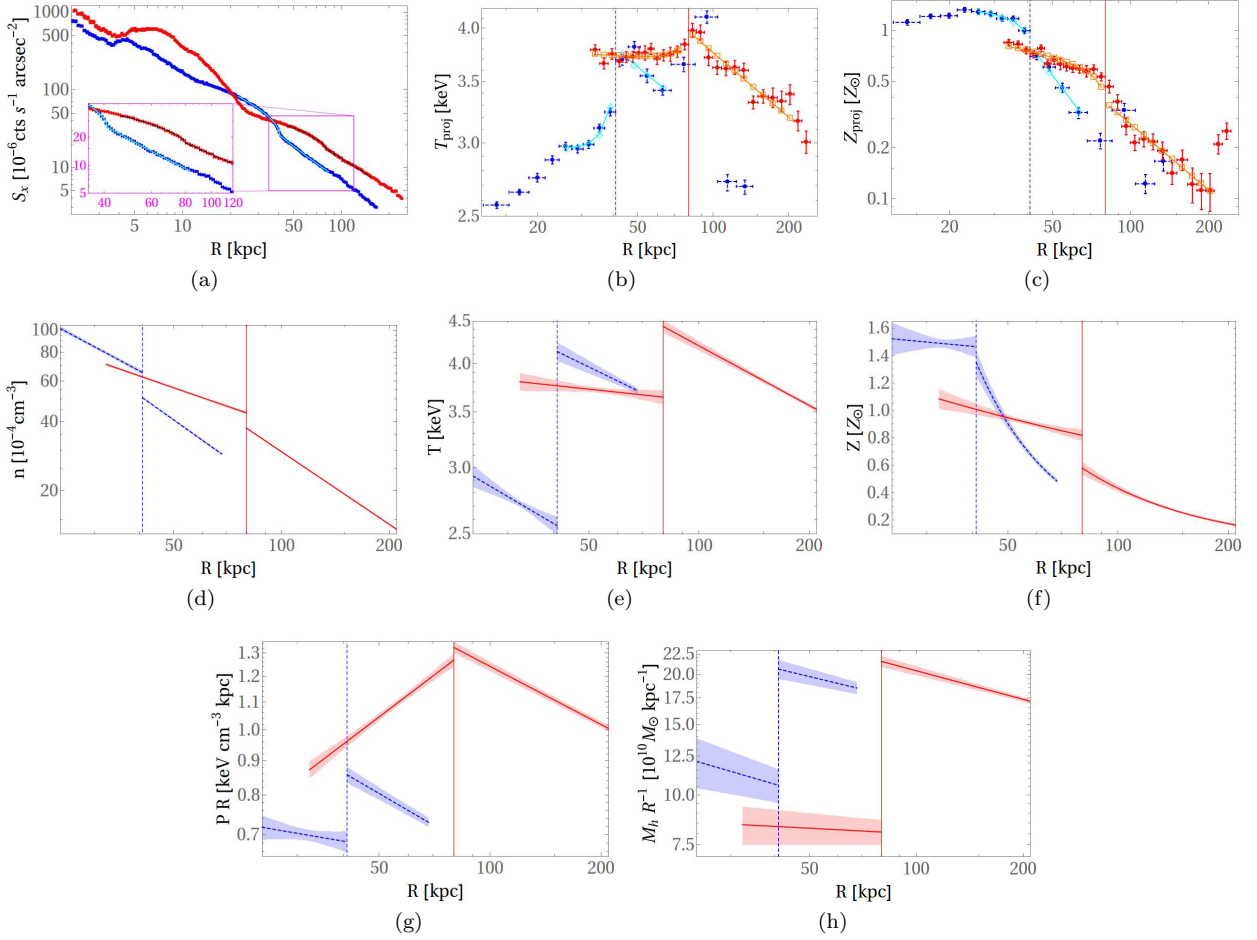 1000
500
100
50
10
5
20
10
5
40 60 80 100 120
5 10 50 100
S_x [10^-6 cts s^-1 arcsec^-2]
R [kpc]
(a)
4.0
3.5
3.0
2.5
20 50 100 200
T_proj [keV]
R [kpc]
(b)
1.0
0.5
0.2
0.1
20 50 100 200
Z_proj [Z⊙]
R [kpc]
(c)
100
80
60
40
20
50 100 200
n [10^-4 cm^-3]
R [kpc]
(d)
4.5
4.0
3.5
3.0
2.5
50 100 200
T [keV]
R [kpc]
(e)
1.6
1.4
1.2
1.0
0.8
0.6
0.4
0.2
50 100 200
Z [Z⊙]
R [kpc]
(f)
1.3
1.2
1.1
1.0
0.9
0.8
0.7
50 100 200
P R [keV cm^-3 kpc]
R [kpc]
(g)
22.5
20.0
17.5
15.0
12.5
10.0
7.5
50 100 200
M_h R^-1 [10^10 M⊙ kpc^-1]
R [kpc]
(h)